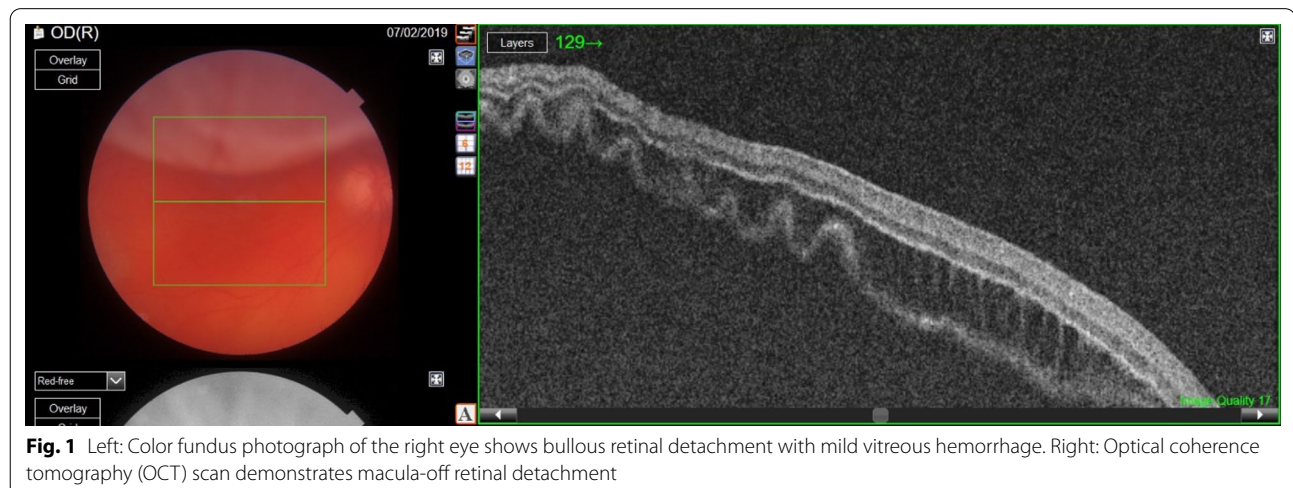 OD(R)
07/02/2019
Overlay
Grid
6
12
Red-free
Overlay
A
Layers
129→
Image Quality 17
Fig. 1 Left: Color fundus photograph of the right eye shows bullous retinal detachment with mild vitreous hemorrhage. Right: Optical coherence
tomography (OCT) scan demonstrates macula-off retinal detachment